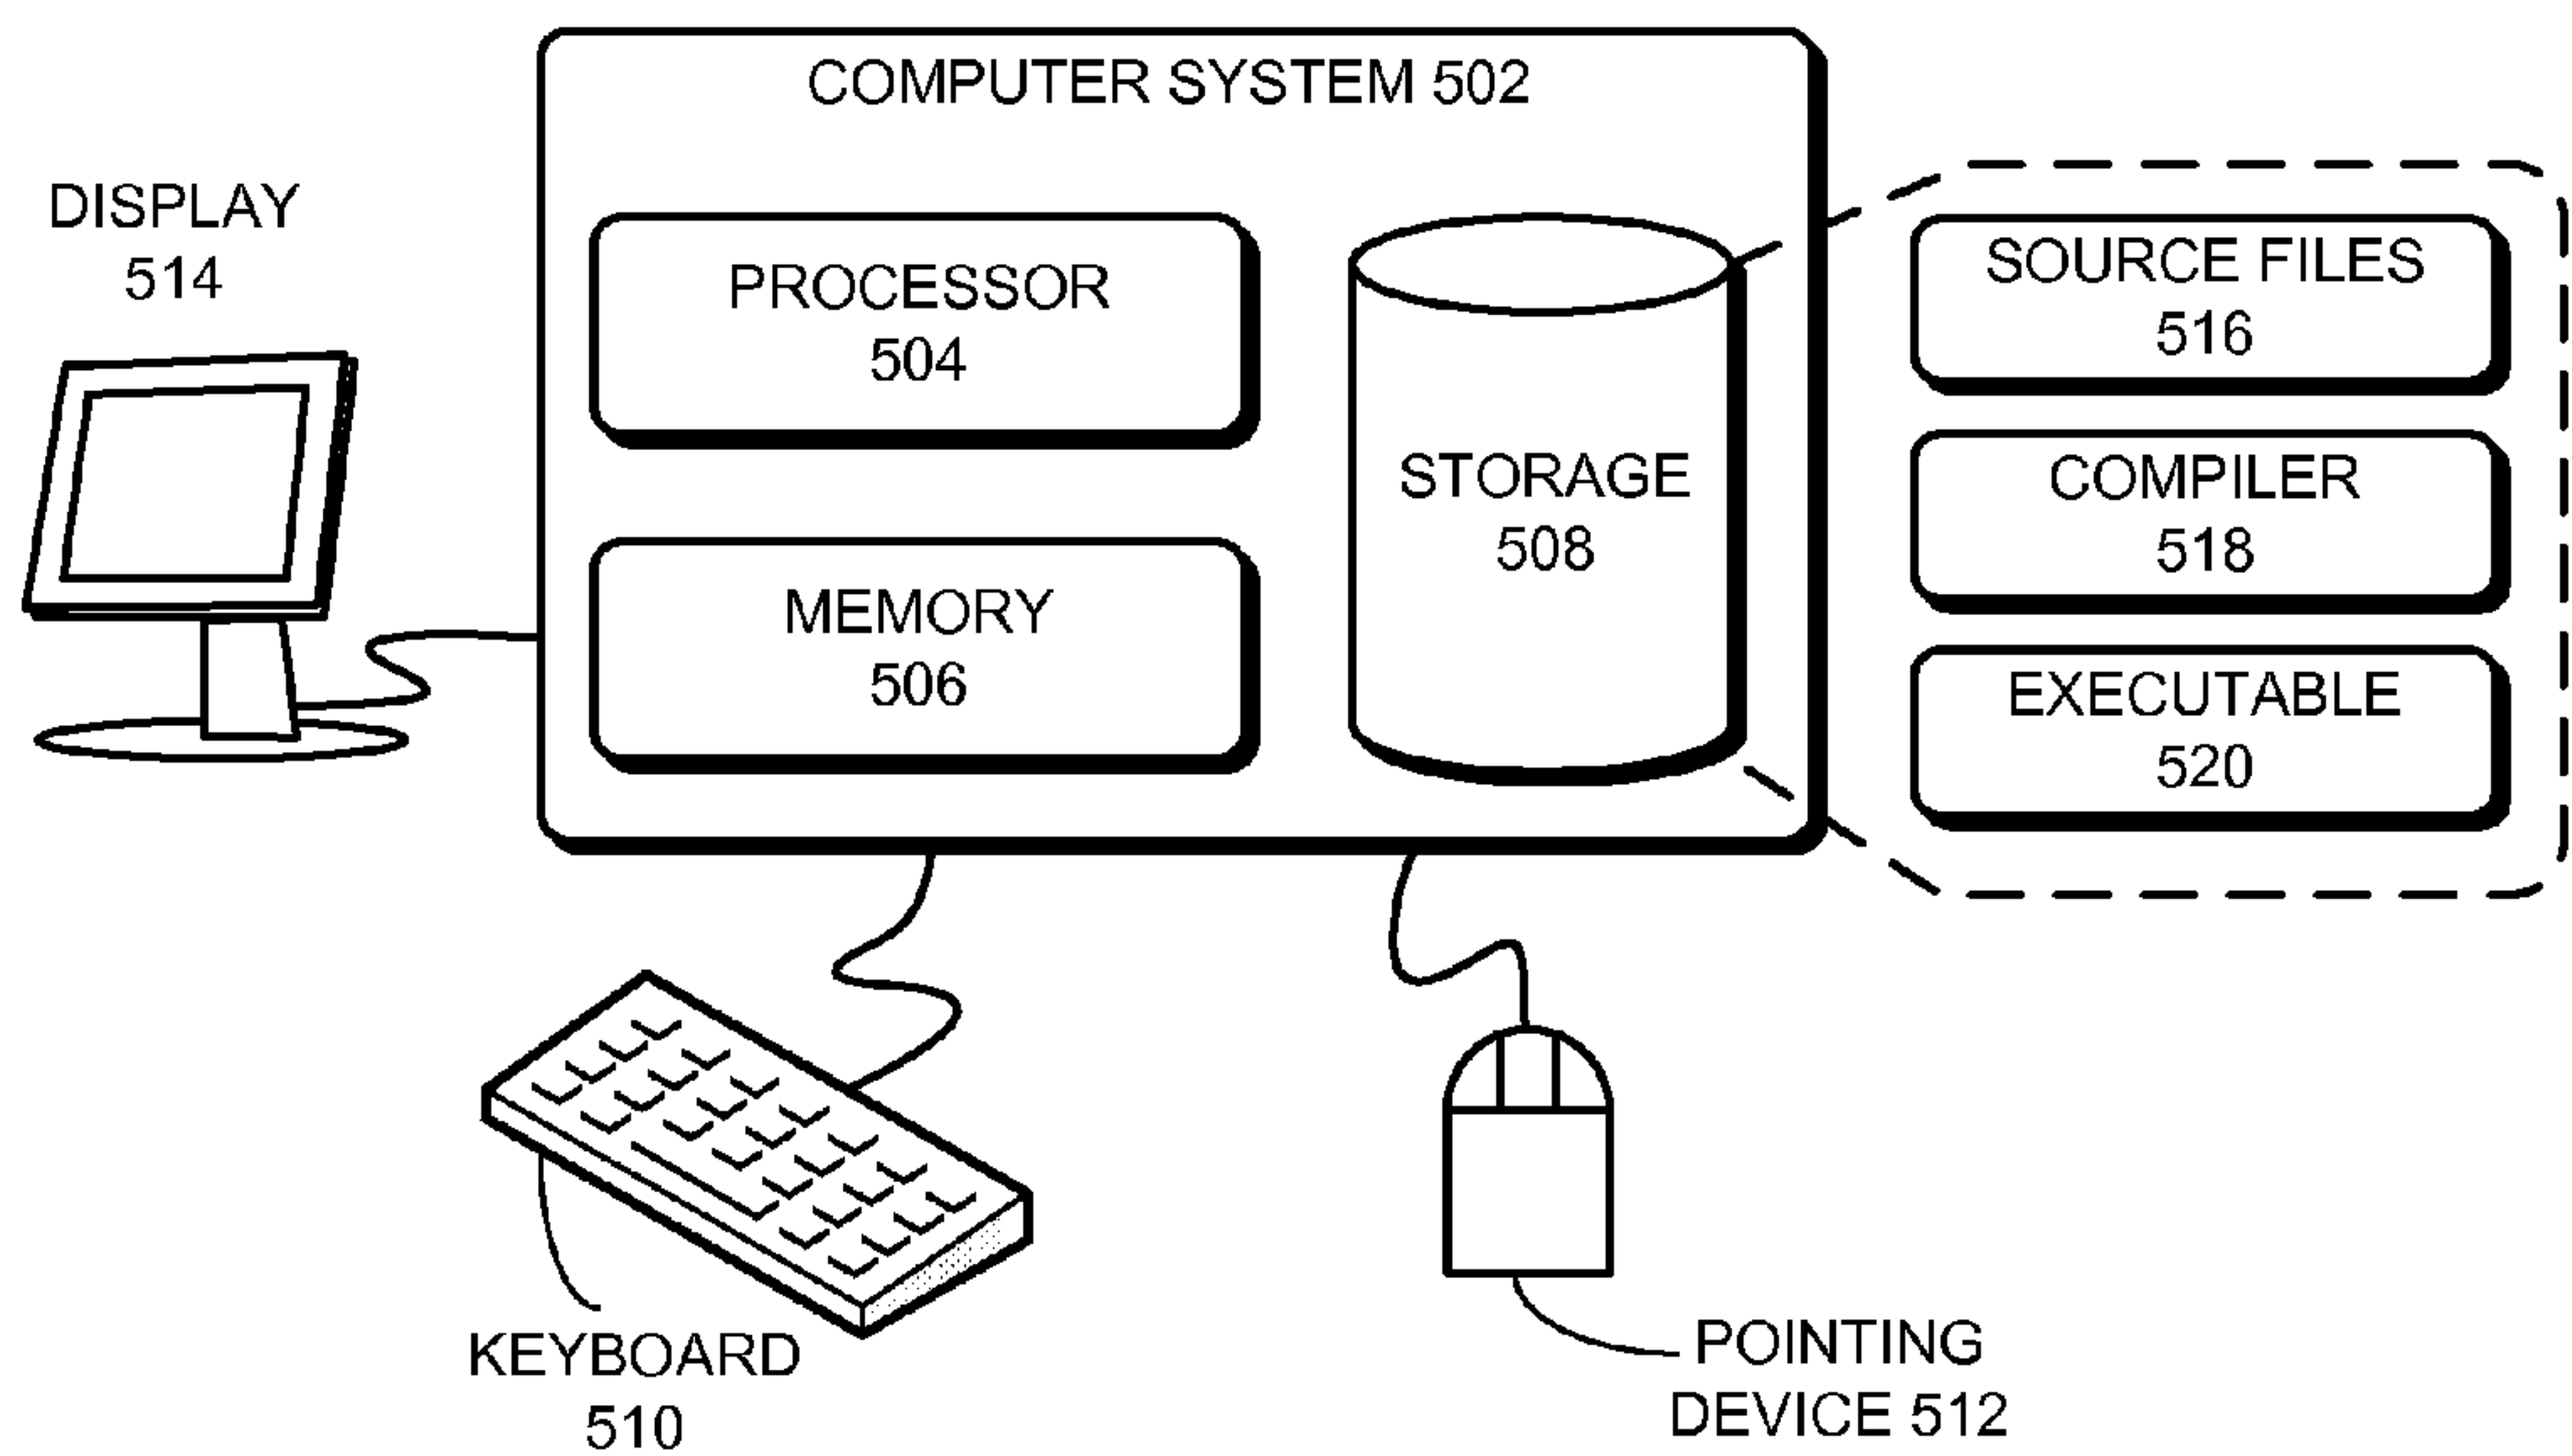 COMPUTER SYSTEM 502
DISPLAY
514
PROCESSOR
504
MEMORY
506
STORAGE
508
SOURCE FILES
516
COMPILER
518
EXECUTABLE
520
KEYBOARD
510
POINTING
DEVICE 512